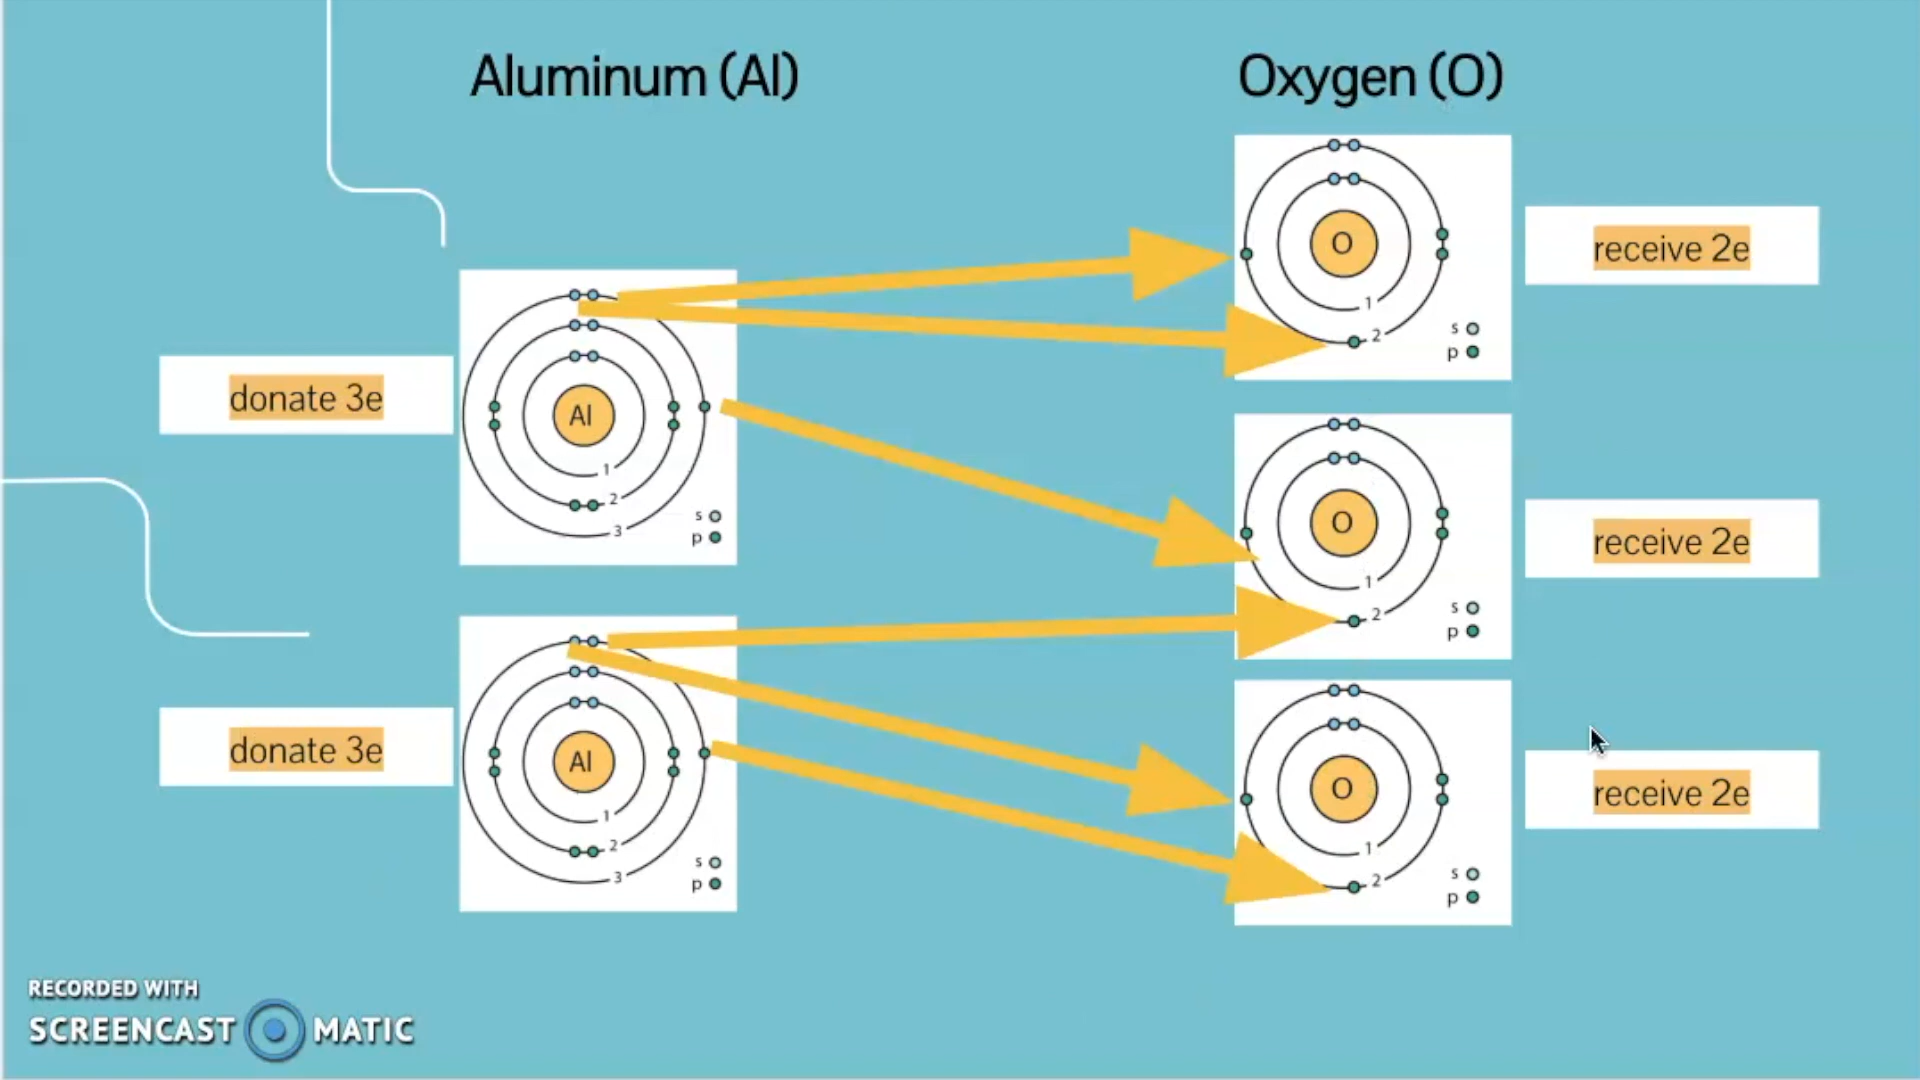 Aluminum (Al)
Oxygen (O)
donate 3e
Al
1
2
3
s
p
donate 3e
Al
1
2
3
s
p
O
1
2
s
p
receive 2e
O
1
2
s
p
receive 2e
O
1
2
s
p
receive 2e
RECORDED WITH
SCREENCAST MATIC